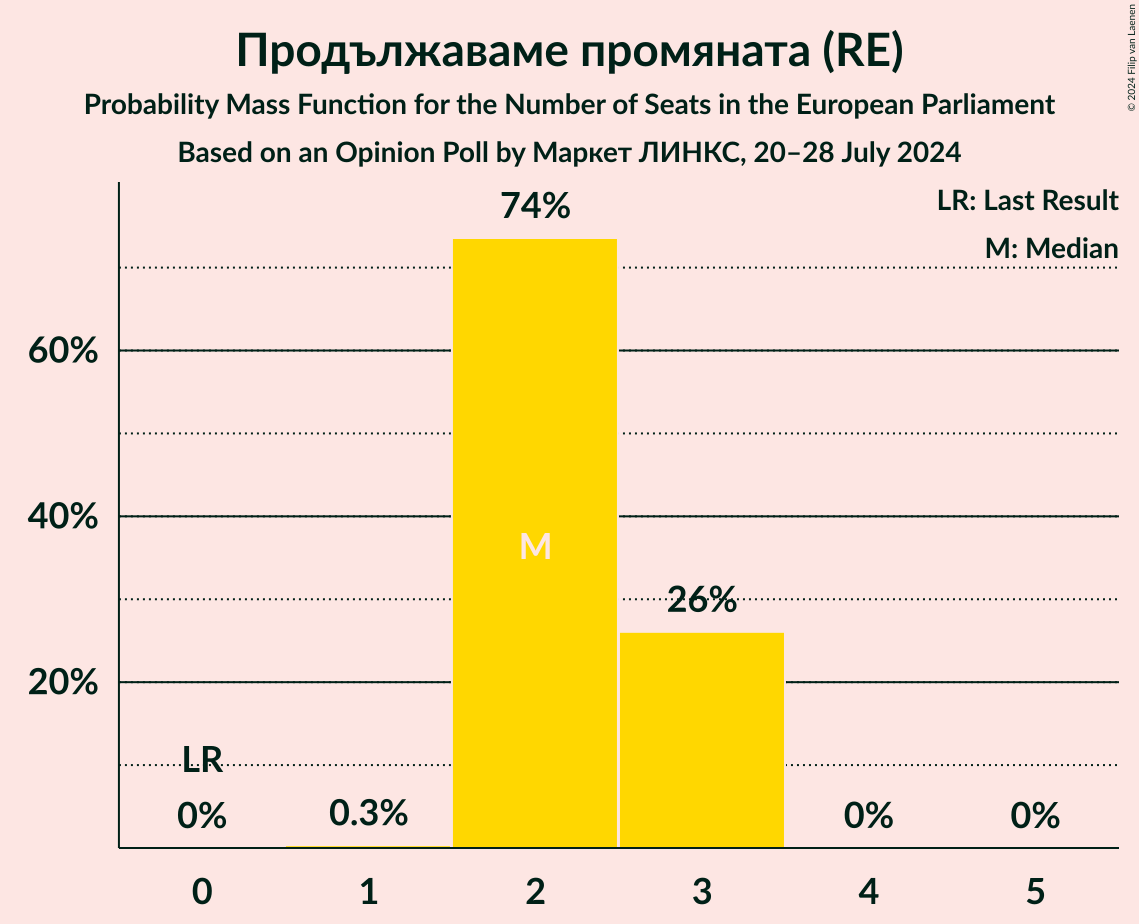 Продължаваме промяната (RE)
Probability Mass Function for the Number of Seats in the European Parliament
Based on an Opinion Poll by Маркет ЛИНКС, 20–28 July 2024
© 2024 Filip van Laenen
LR: Last Result
M: Median
74%
60%
40%
M
26%
20%
LR
0%
0.3%
0%
0%
0 1 2 3 4 5